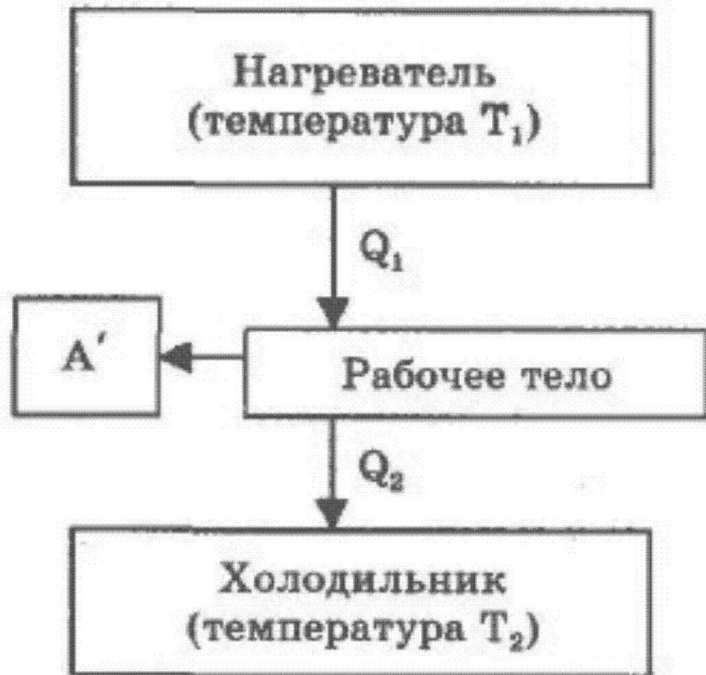 Нагреватель
(температура T₁)
Q₁
A′
Рабочее тело
Q₂
Холодильник
(температура T₂)